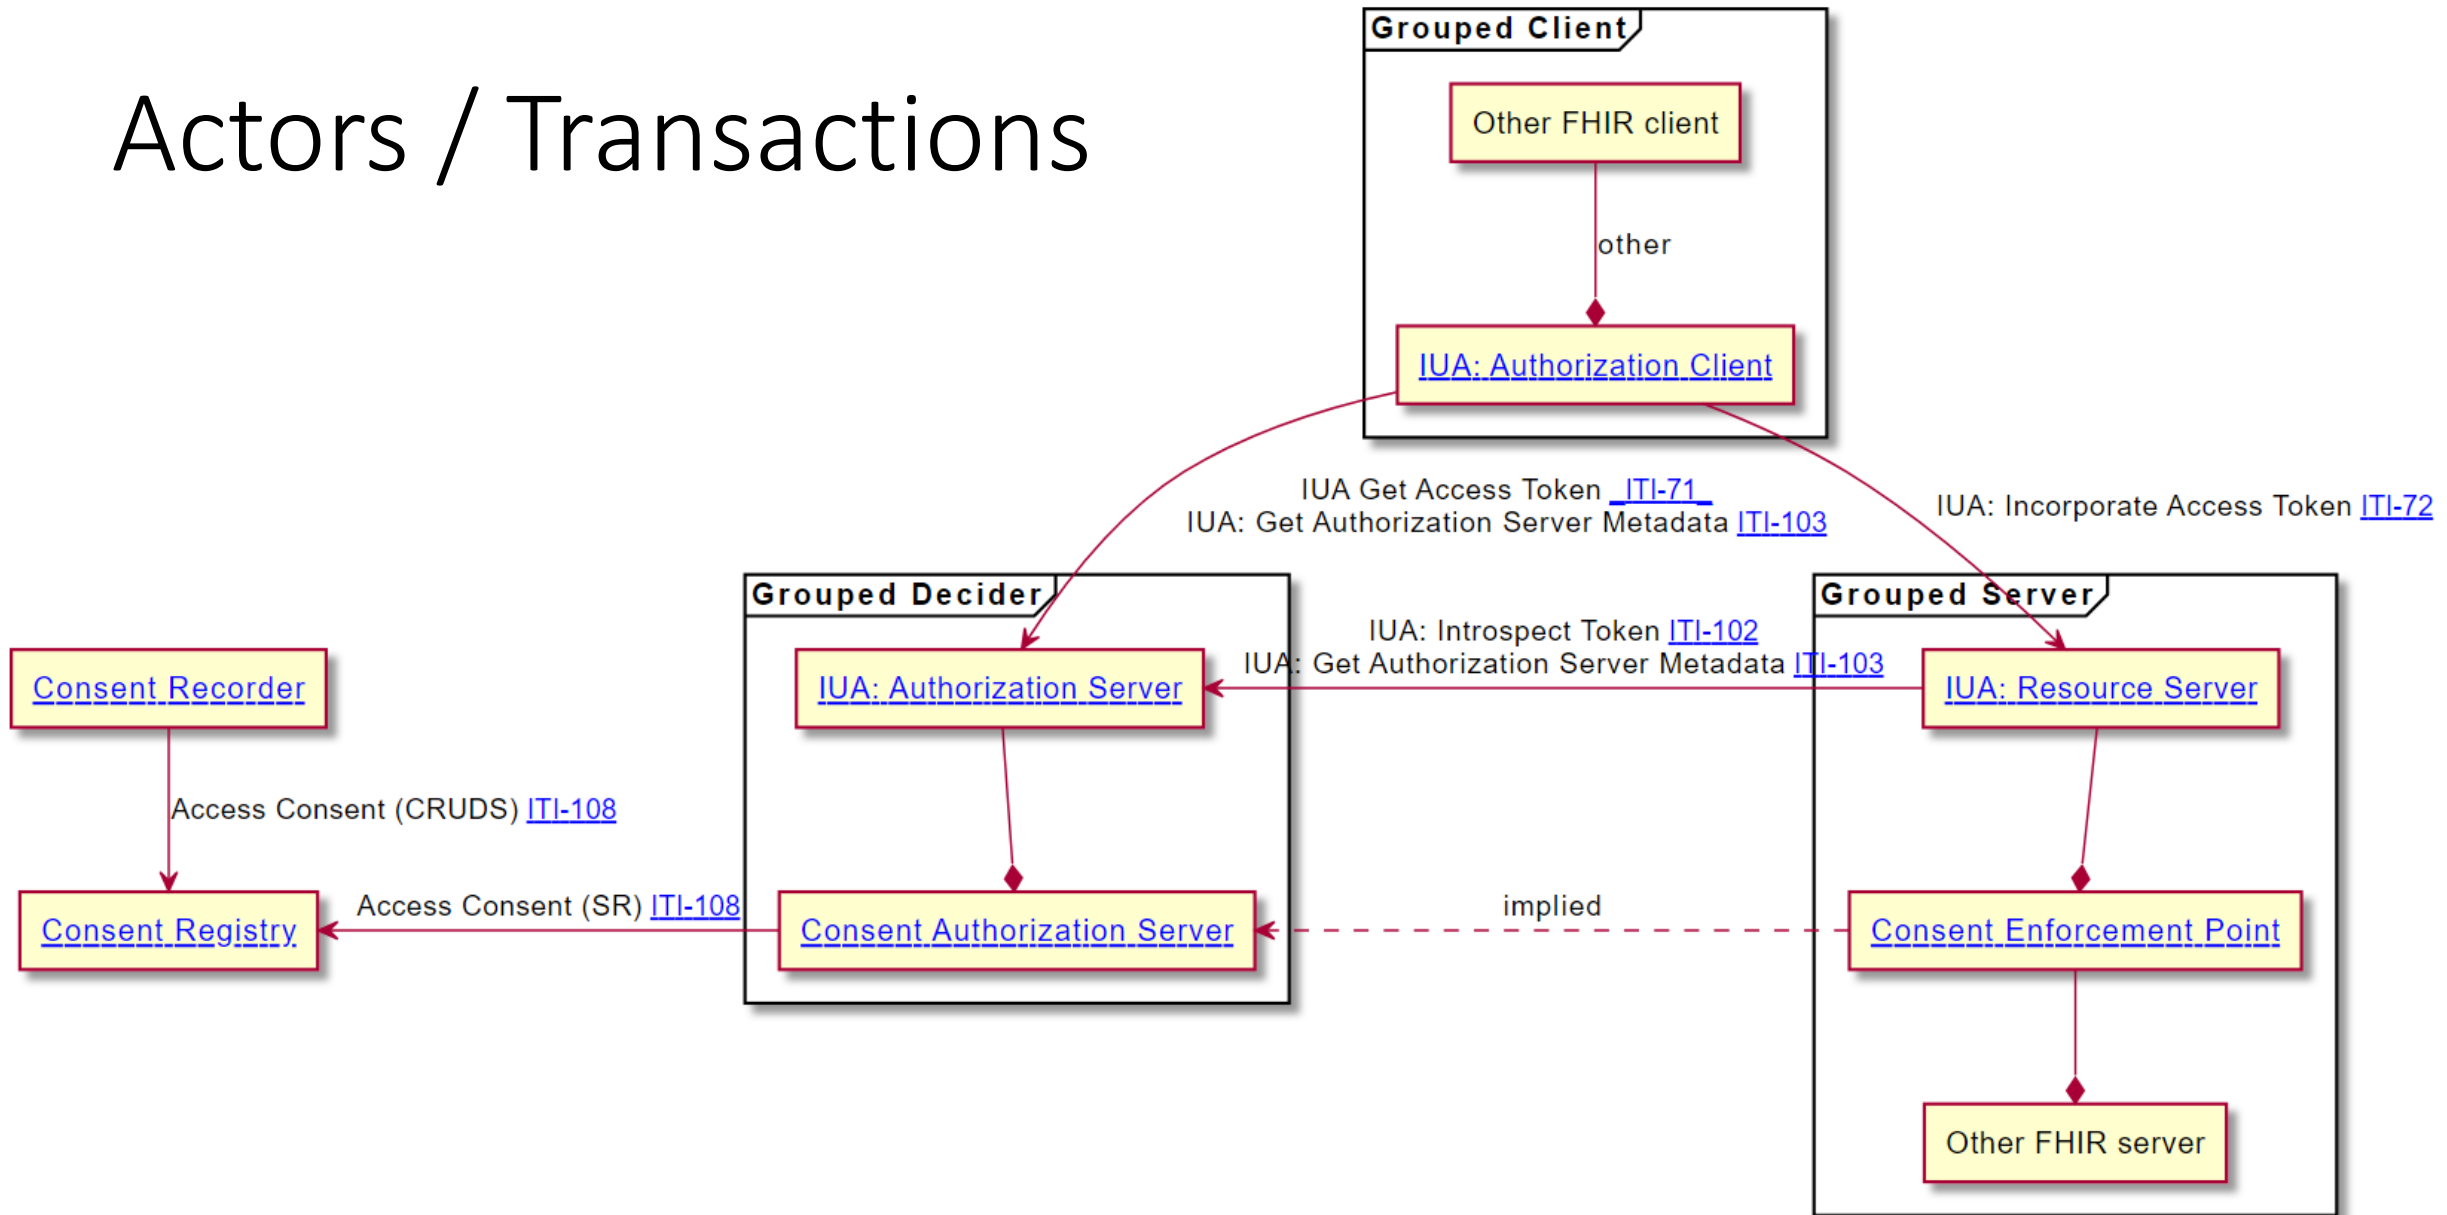 Actors / Transactions
Grouped Client
Other FHIR client
other
IUA: Authorization Client
IUA Get Access Token _ITI-71_
IUA: Get Authorization Server Metadata ITI-103
IUA: Incorporate Access Token ITI-72
Grouped Decider
Grouped Server
IUA: Introspect Token ITI-102
IUA: Get Authorization Server Metadata ITI-103
Consent Recorder
IUA: Authorization Server
IUA: Resource Server
Access Consent (CRUDS) ITI-108
Access Consent (SR) ITI-108
implied
Consent Registry
Consent Authorization Server
Consent Enforcement Point
Other FHIR server